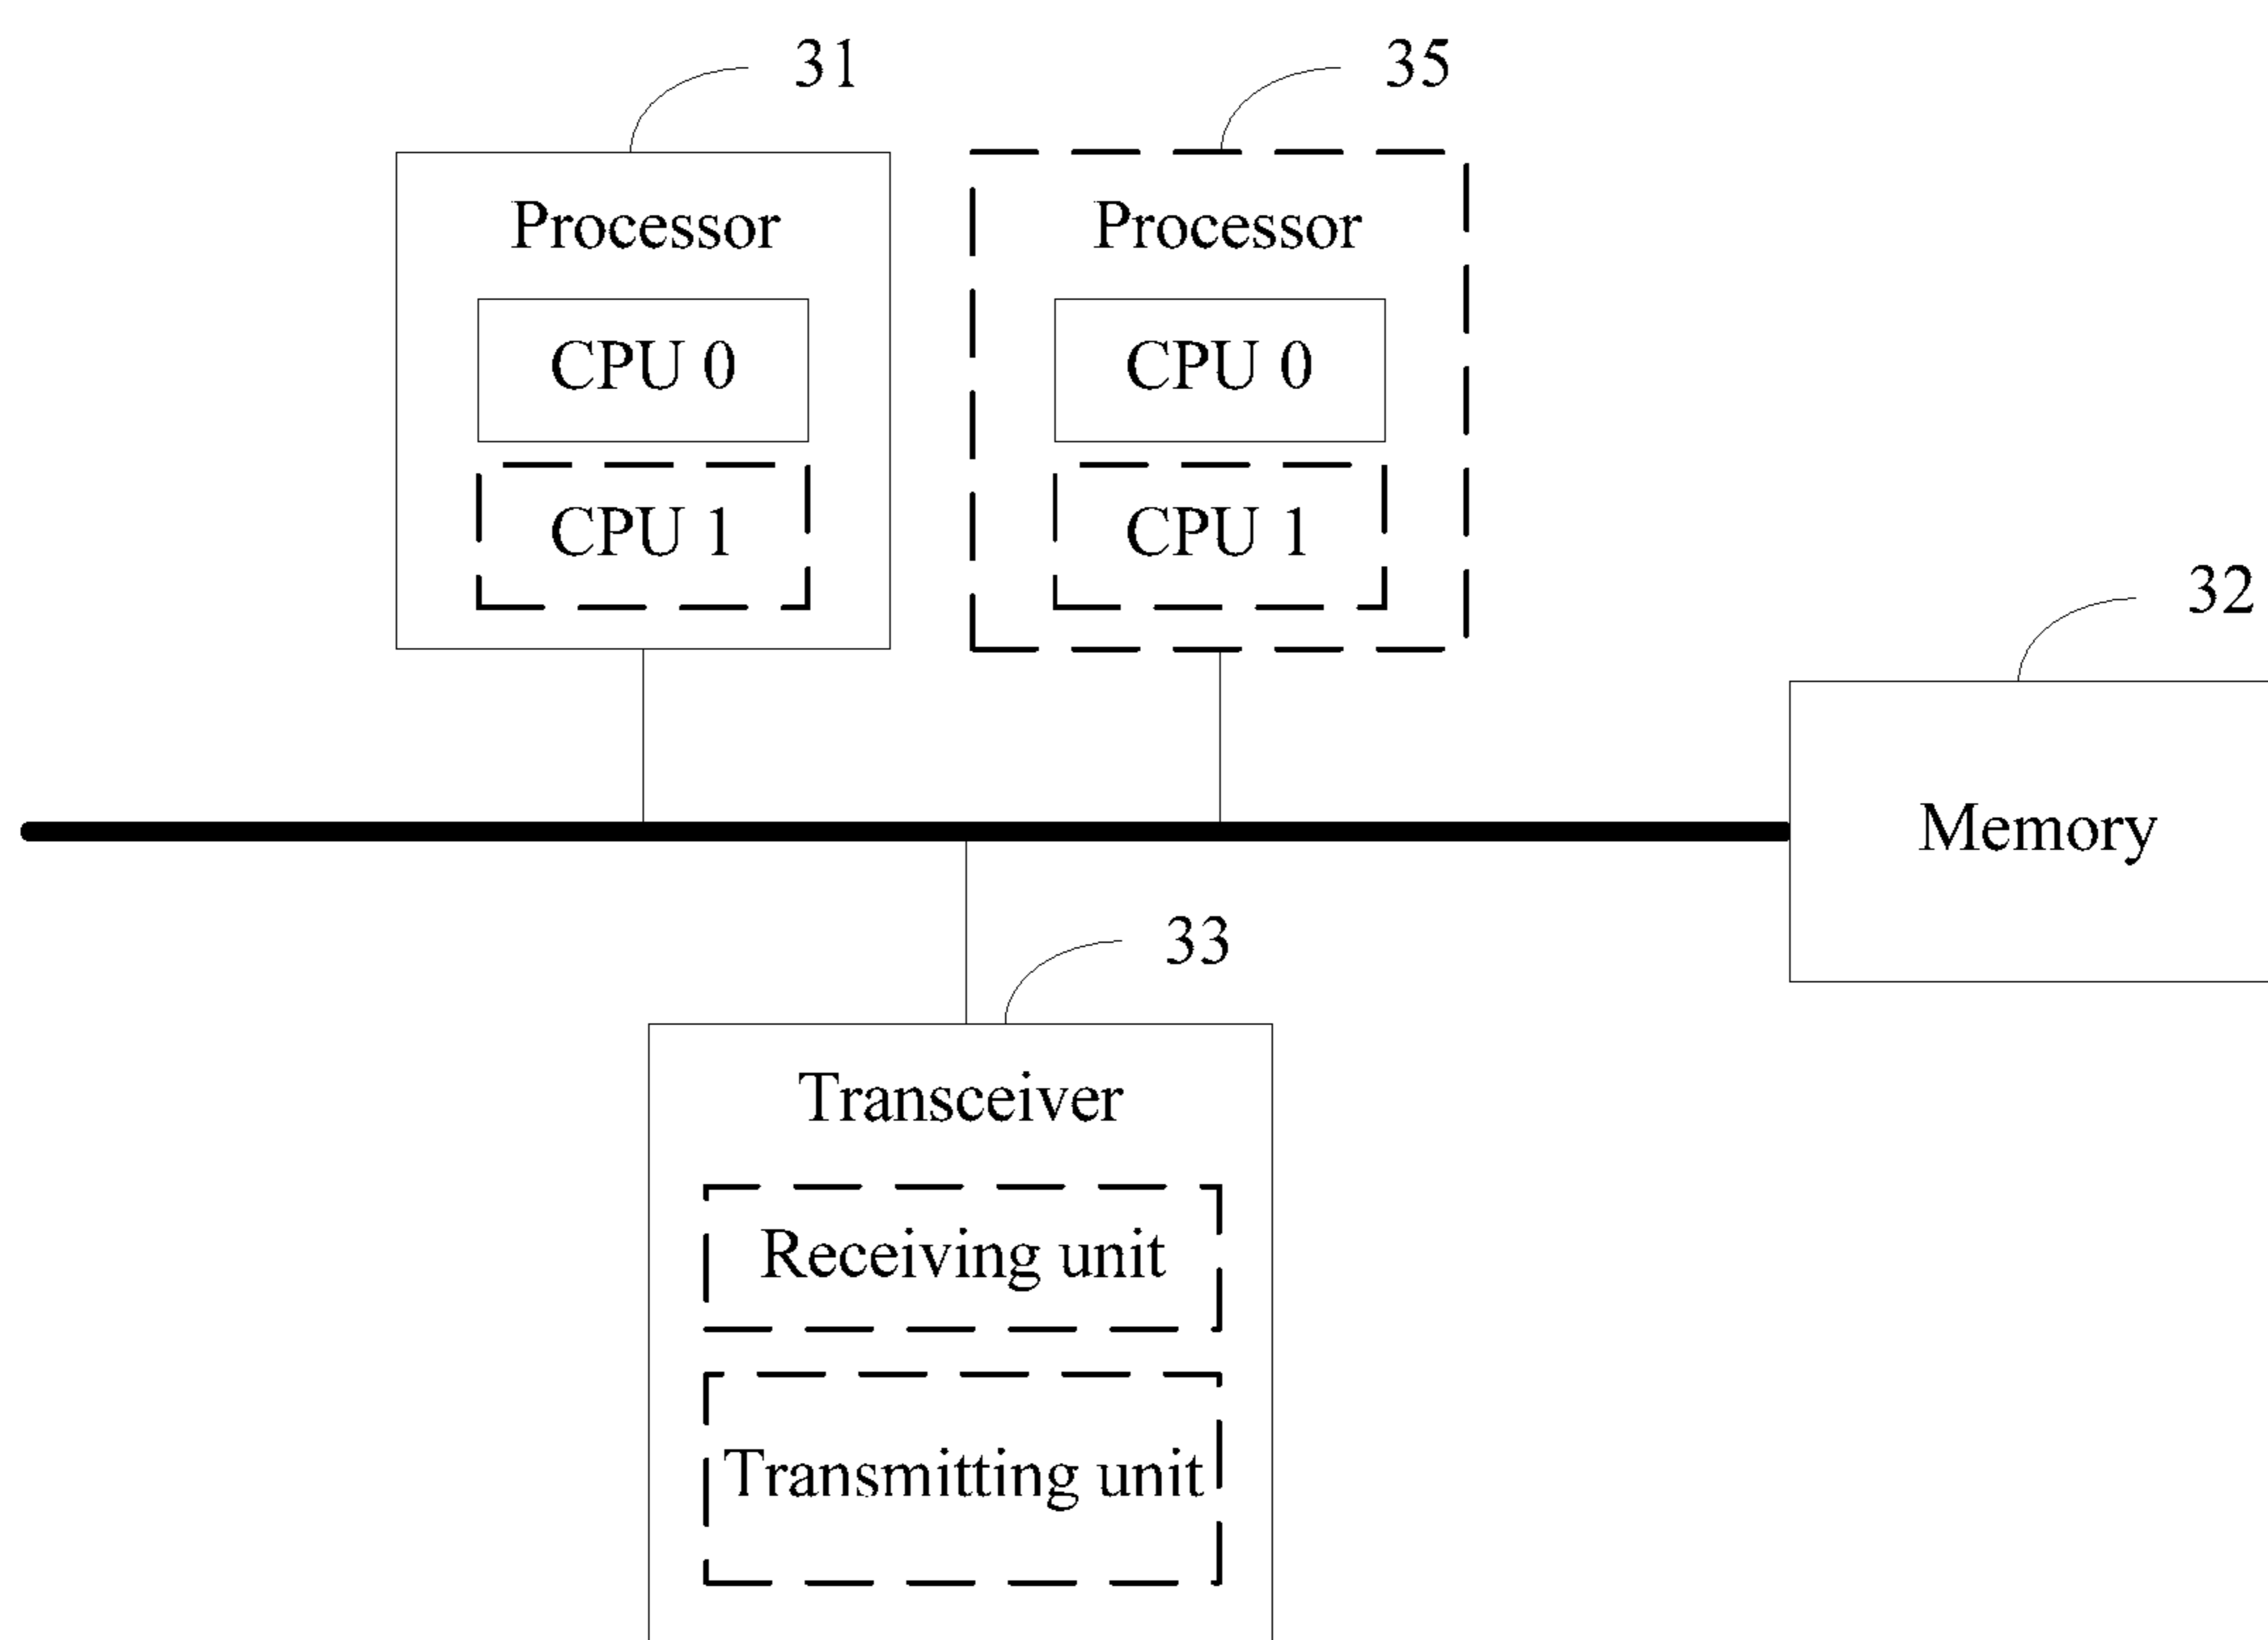 31
35
Processor
Processor
CPU 0
CPU 0
CPU 1
CPU 1
32
Memory
33
Transceiver
Receiving unit
Transmitting unit